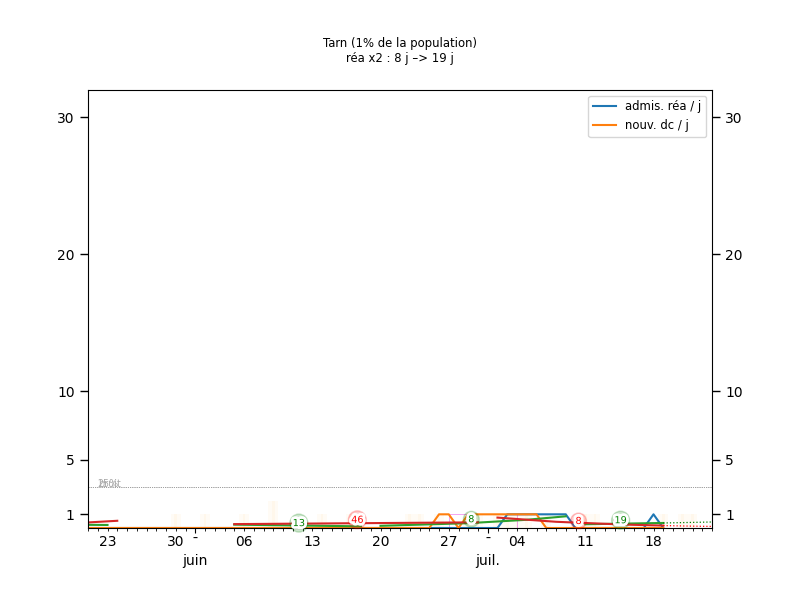 Tarn (1% de la population)
réa x2 : 8 j –> 19 j
admis. réa / j
nouv. dc / j
30 30
20 20
10 10
5 5
1 1
13 46 8 8 19
23 30 - 06 13 20 27 - 04 11 18
juin juil.